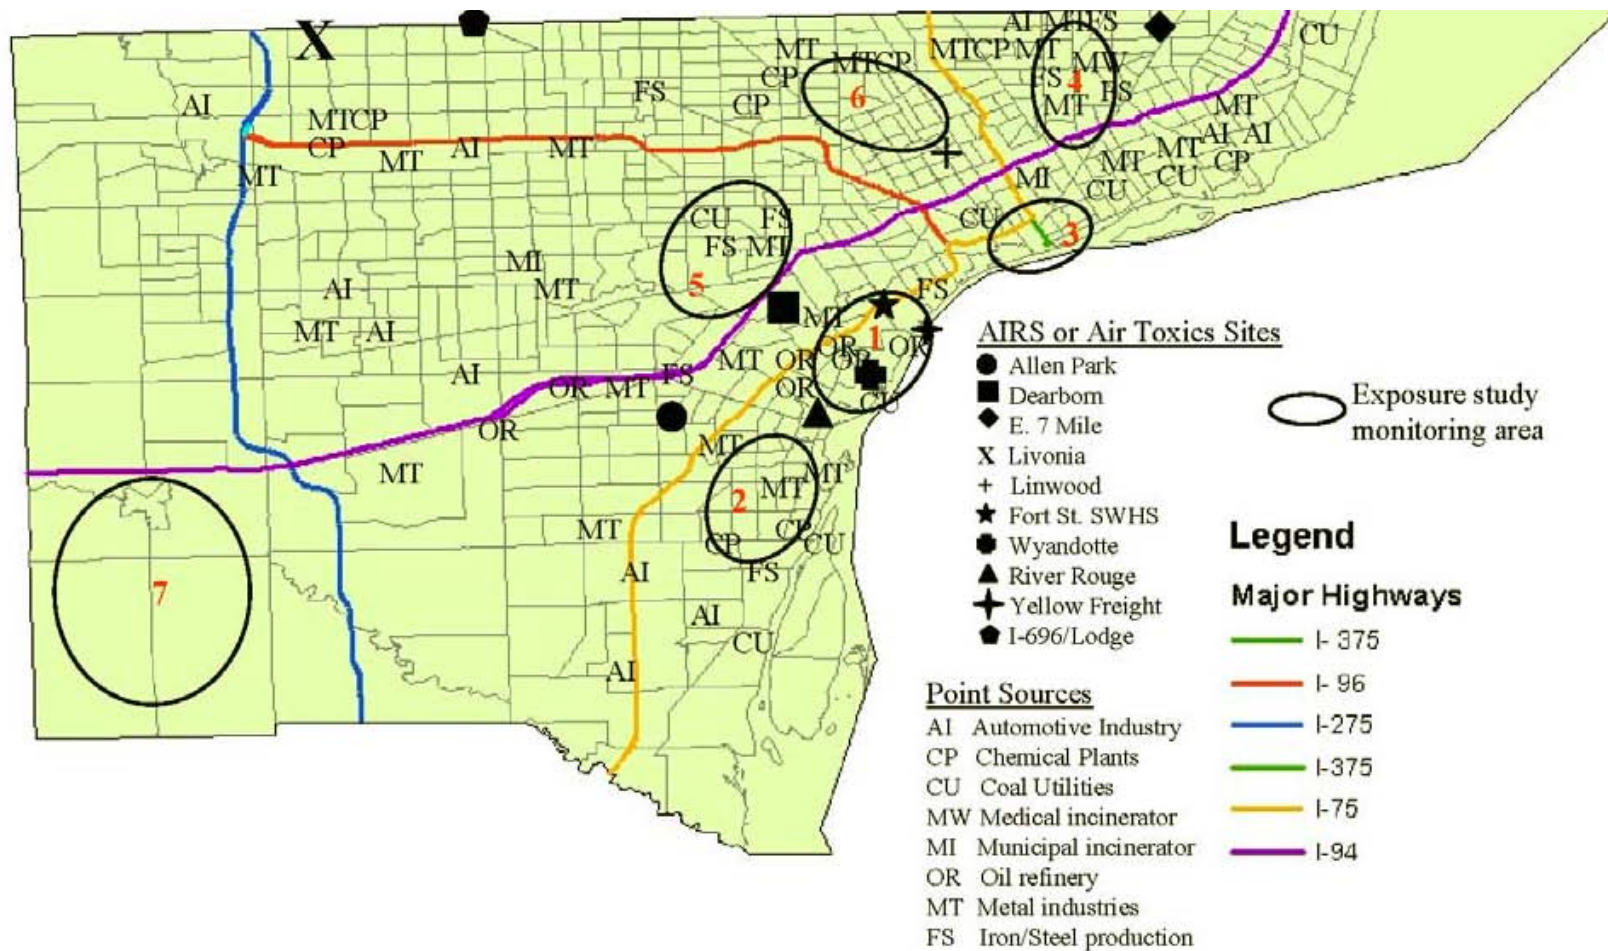 AI MTFS
CU
MT
MTCP
MTCP MT
MW
CP
FS
FS
4
FS
6
CP
MT
AI
MTCP
MT
AI AI
CP
MT
AI
MT
MT
MT
CP
MT
MI
CU
CU
CU
FS
CU
3
FS MT
MI
5
AI
MT
FS
MT
AI
MT
1
OR
OR
OR
OR
MT
AI
OR
MT
FS
OR
CU
OR
MT
MT
MT
2
MT
MT
CP
CP
CU
AI
FS
7
AI
CU
AI
AIRS or Air Toxics Sites
Allen Park
Dearborn
E. 7 Mile
X Livonia
Linwood
Fort St. SWHS
Wyandotte
River Rouge
Yellow Freight
I-696/Lodge
Exposure study
monitoring area
Point Sources
AI Automotive Industry
CP Chemical Plants
CU Coal Utilities
MW Medical incinerator
MI Municipal incinerator
OR Oil refinery
MT Metal industries
FS Iron/Steel production
Legend
Major Highways
I- 375
I- 96
I-275
I-375
I-75
I-94